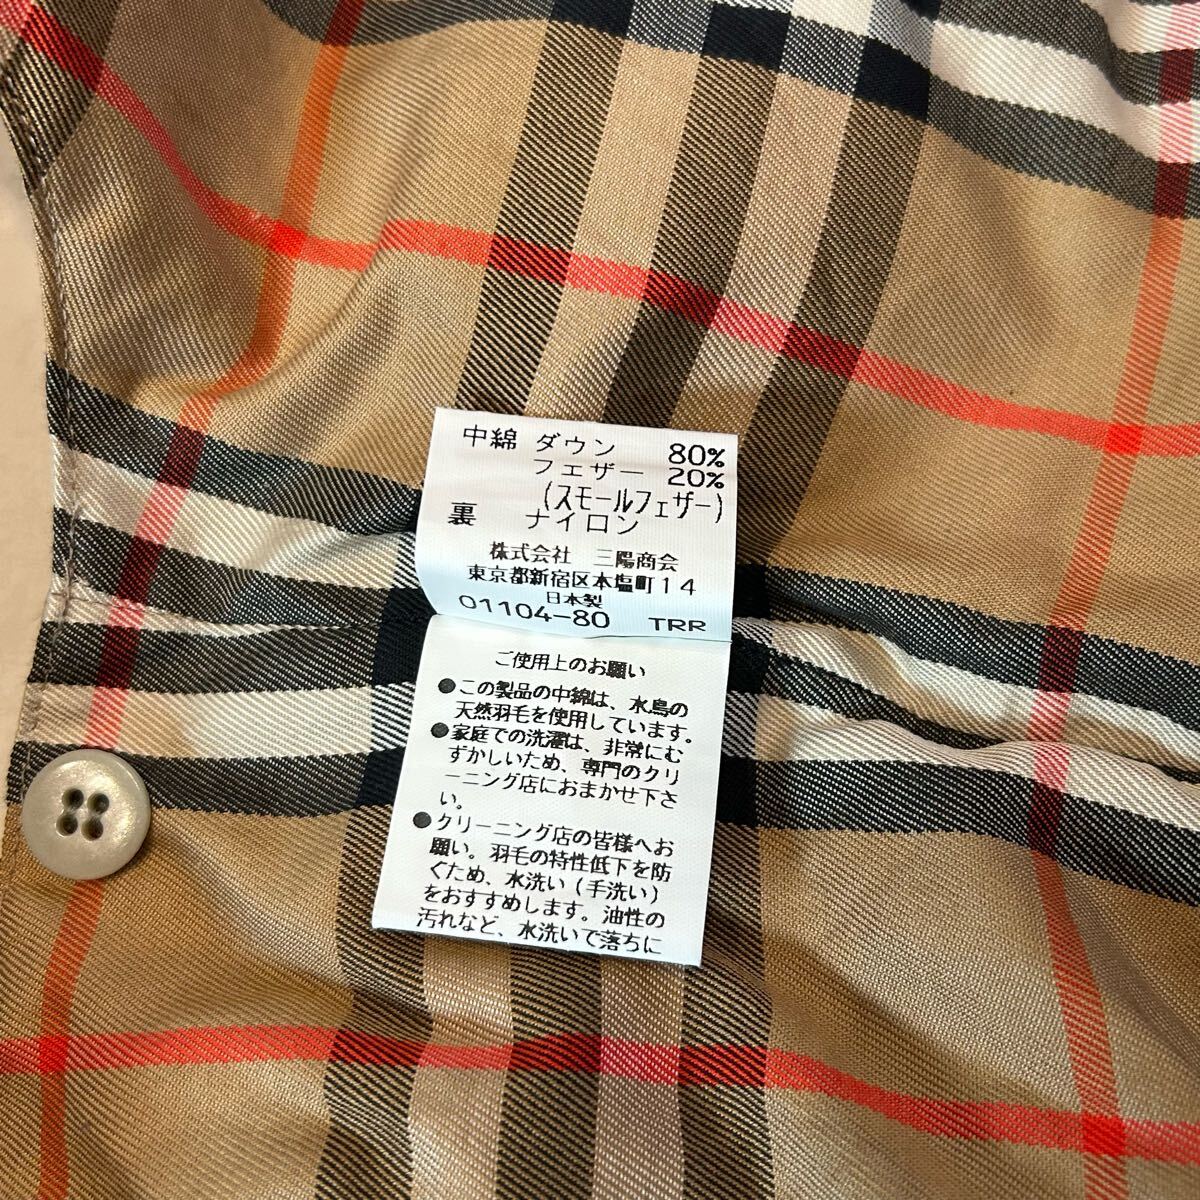 中綿 ダウン 80%
フェザー 20%
(スモールフェザー)
裏 ナイロン
株式会社 三陽商会
東京都新宿区本塩町14
日本製
01104-80 TRR
ご使用上のお願い
●この製品の中綿は、水鳥の
天然羽毛を使用しています。
●家庭での洗濯は、非常にむ
ずかしいため、専門のクリ
ーニング店におまかせ下さ
い。
●クリーニング店の皆様へお
願い。羽毛の特性低下を防
ぐため、水洗い(手洗い)
をおすすめします。油性の
汚れなど、水洗いで落ちに